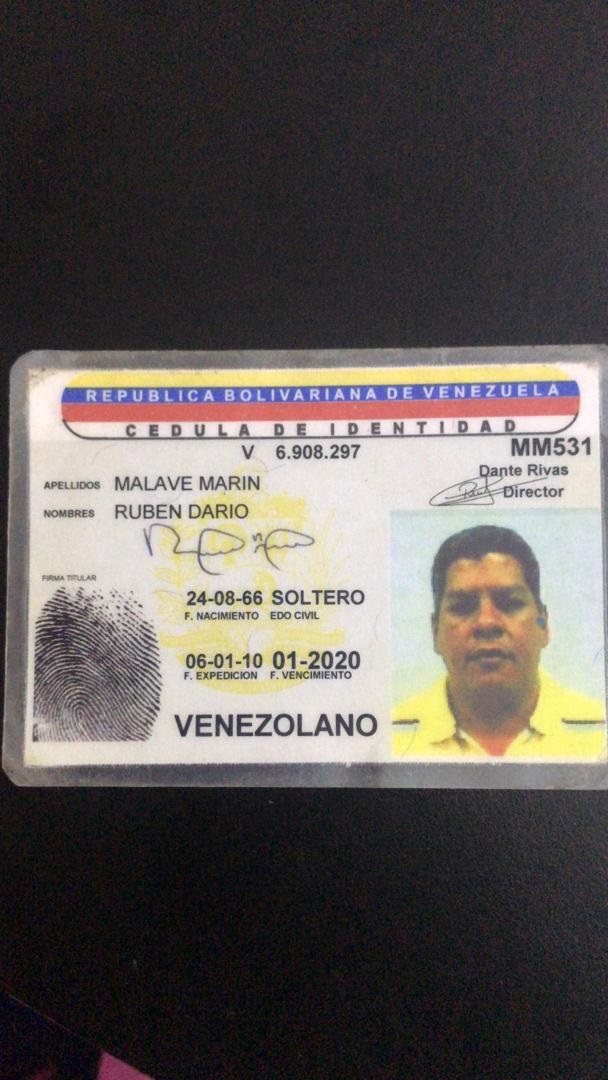 REPUBLICA BOLIVARIANA DE VENEZUELA
CEDULA DE IDENTIDAD
V 6.908.297
MM531
Dante Rivas
Director
APELLIDOS MALAVE MARIN
NOMBRES RUBEN DARIO
FIRMA TITULAR
24-08-66 SOLTERO
F. NACIMIENTO EDO CIVIL
06-01-10 01-2020
F. EXPEDICION F. VENCIMIENTO
VENEZOLANO